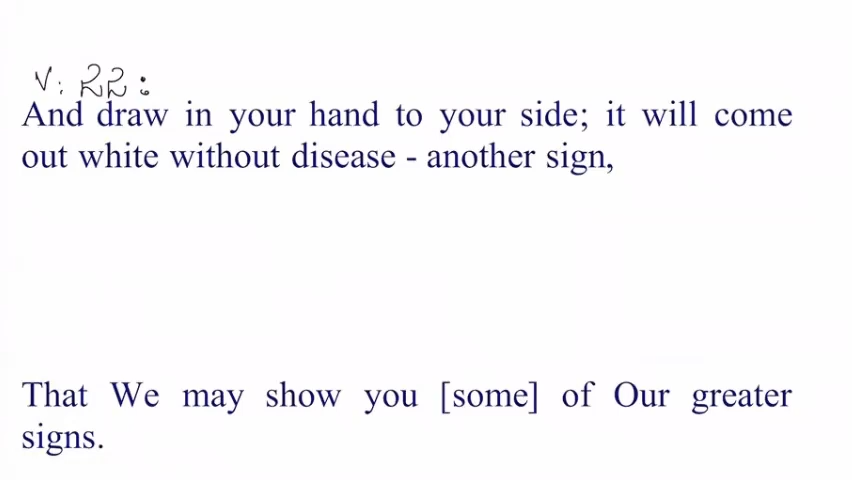 V: 22:
And draw in your hand to your side; it will come
out white without disease - another sign,
That We may show you [some] of Our greater
signs.